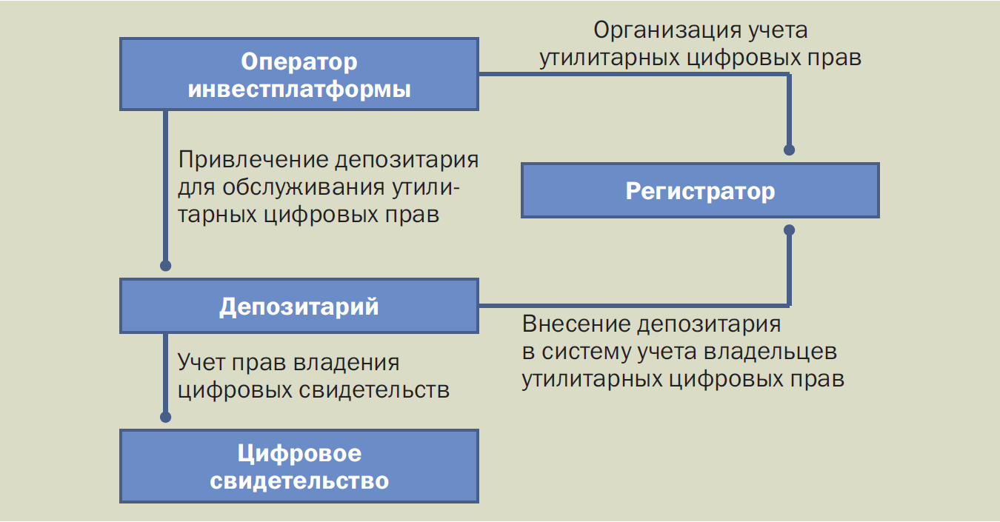 Организация учета
утилитарных цифровых прав
Оператор
инвестплатформы
Привлечение депозитария
для обслуживания утили-
тарных цифровых прав
Регистратор
Депозитарий
Внесение депозитария
в систему учета владельцев
утилитарных цифровых прав
Учет прав владения
цифровых свидетельств
Цифровое
свидетельство